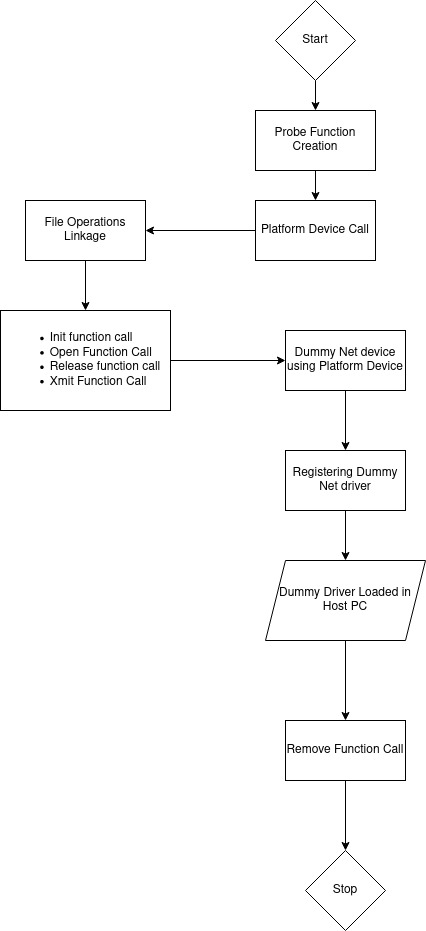 Start
Probe Function
Creation
Platform Device Call
File Operations
Linkage
• Init function call
• Open Function Call
• Release function call
• Xmit Function Call
Dummy Net device
using Platform Device
Registering Dummy
Net driver
Dummy Driver Loaded in
Host PC
Remove Function Call
Stop